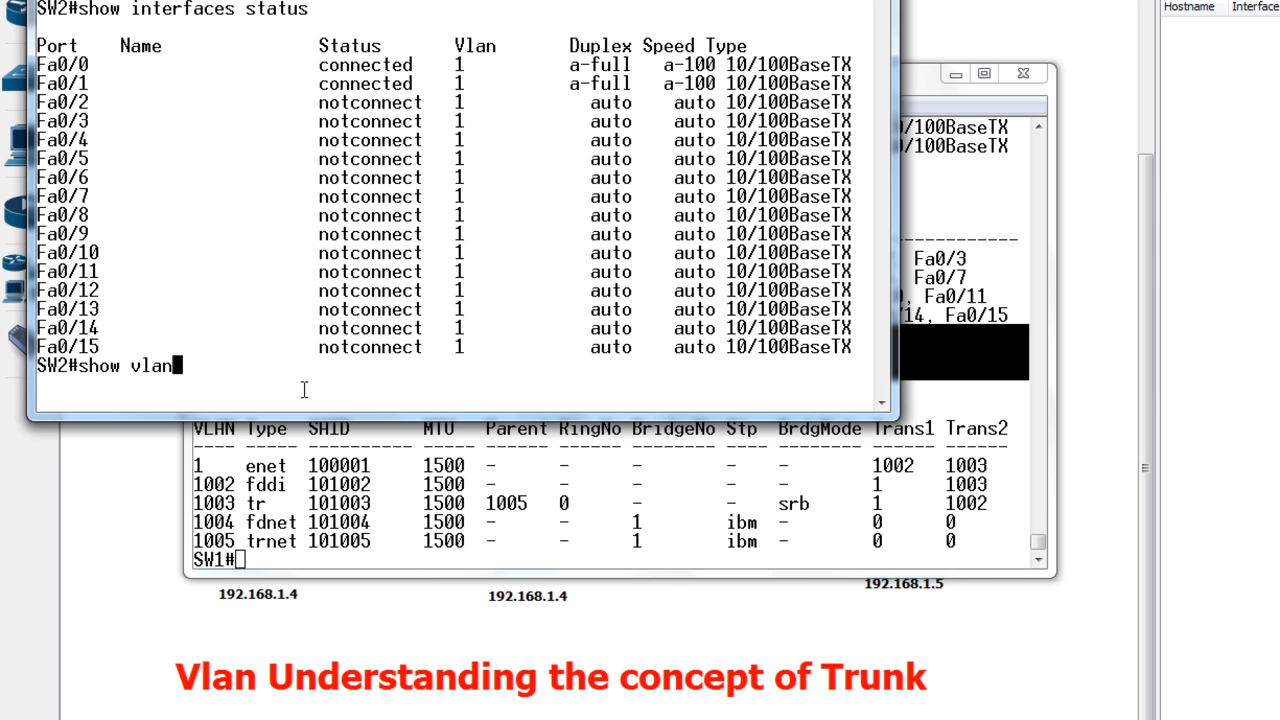 SW2#show interfaces status
Port Name Status Vlan Duplex Speed Type
Fa0/0 connected 1 a-full a-100 10/100BaseTX
Fa0/1 connected 1 a-full a-100 10/100BaseTX
Fa0/2 notconnect 1 auto auto 10/100BaseTX
Fa0/3 notconnect 1 auto auto 10/100BaseTX
Fa0/4 notconnect 1 auto auto 10/100BaseTX
Fa0/5 notconnect 1 auto auto 10/100BaseTX
Fa0/6 notconnect 1 auto auto 10/100BaseTX
Fa0/7 notconnect 1 auto auto 10/100BaseTX
Fa0/8 notconnect 1 auto auto 10/100BaseTX
Fa0/9 notconnect 1 auto auto 10/100BaseTX
Fa0/10 notconnect 1 auto auto 10/100BaseTX
Fa0/11 notconnect 1 auto auto 10/100BaseTX
Fa0/12 notconnect 1 auto auto 10/100BaseTX
Fa0/13 notconnect 1 auto auto 10/100BaseTX
Fa0/14 notconnect 1 auto auto 10/100BaseTX
Fa0/15 notconnect 1 auto auto 10/100BaseTX
SW2#show vlan
Hostname Interface
0/100BaseTX
0/100BaseTX
----------
Fa0/3
Fa0/7
, Fa0/11
/14, Fa0/15
VLAN Type SAID MTU Parent RingNo BridgeNo Stp BrdgMode Trans1 Trans2
---- ----- ---------- ----- ------ ------ -------- ---- -------- ------ ------
1 enet 100001 1500 - - - - - 1002 1003
1002 fddi 101002 1500 - - - - - 1 1003
1003 tr 101003 1500 1005 0 - - srb 1 1002
1004 fdnet 101004 1500 - - 1 ibm - 0 0
1005 trnet 101005 1500 - - 1 ibm - 0 0
SW1#
192.168.1.4 192.168.1.4 192.168.1.5
Vlan Understanding the concept of Trunk